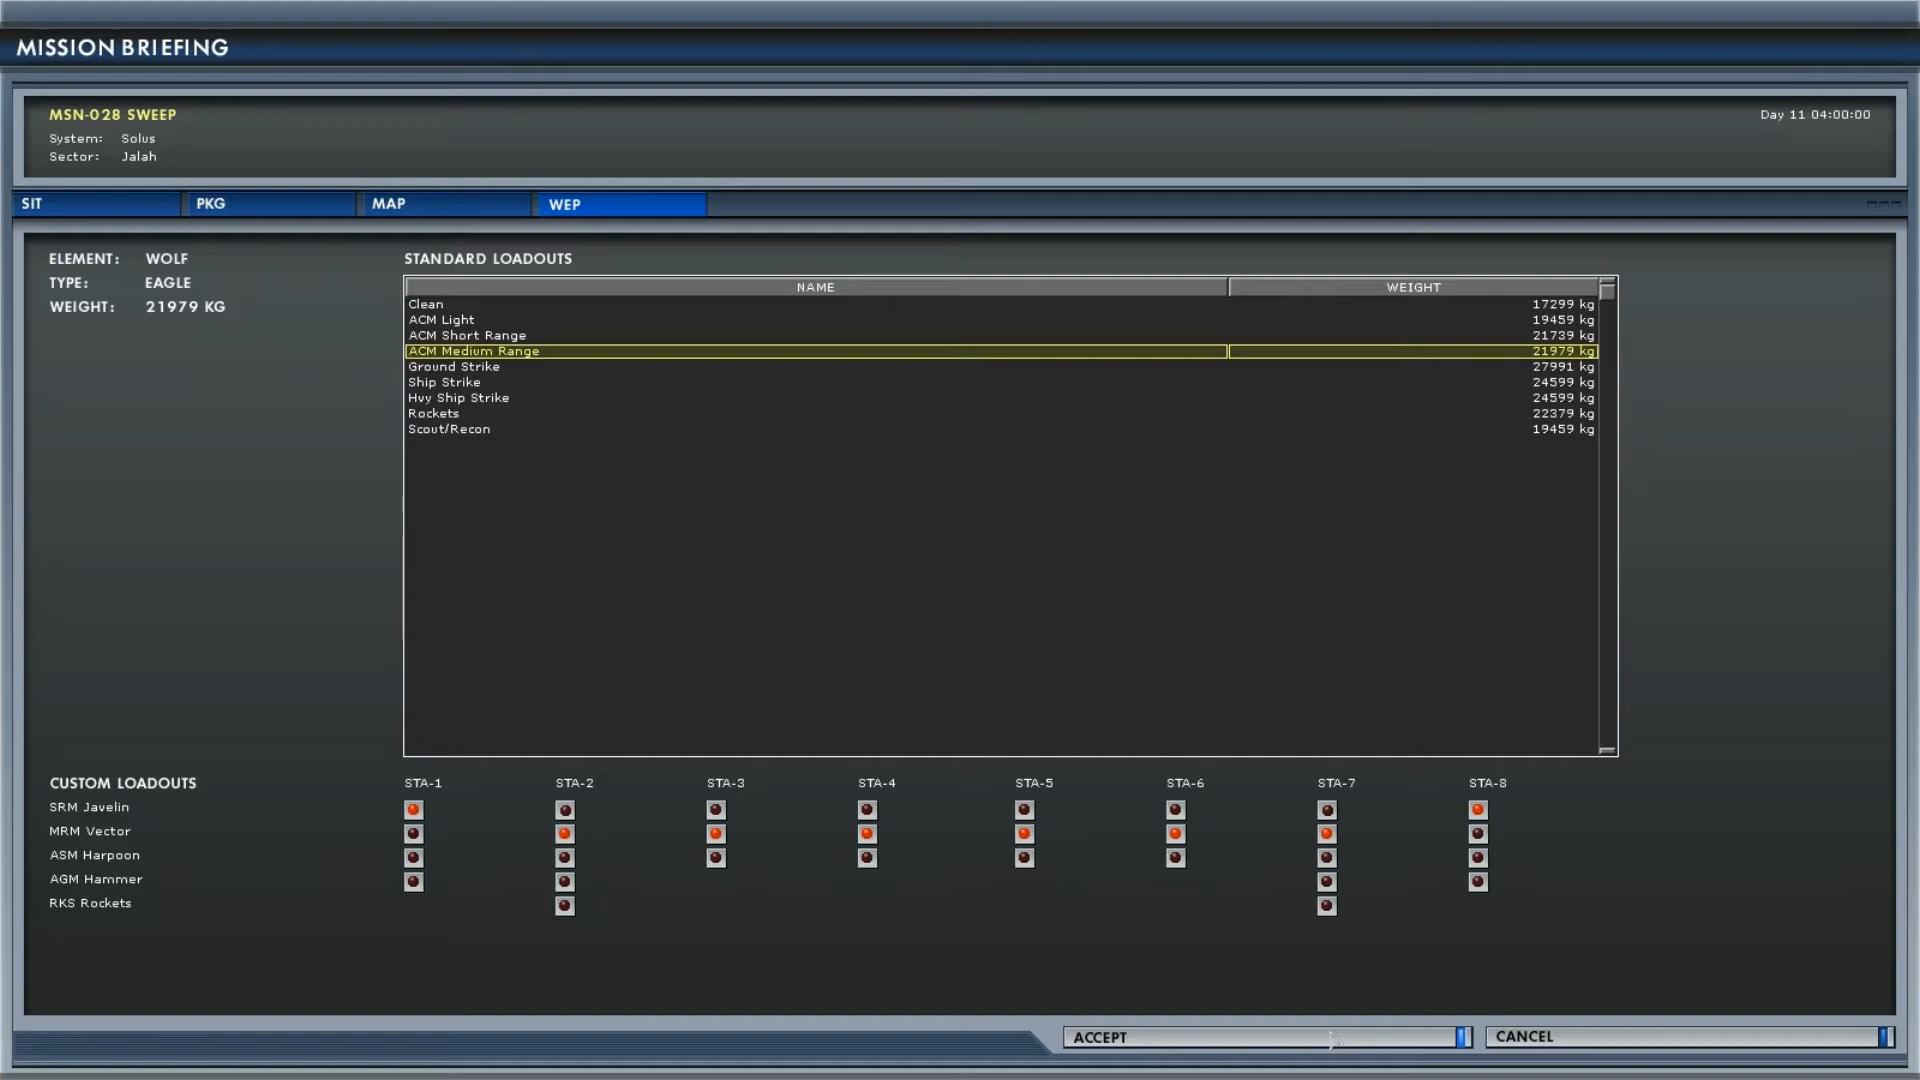 MISSION BRIEFING
MSN-028 SWEEP
Day 11 04:00:00
System: Solus
Sector: Jalah
SIT PKG MAP WEP
ELEMENT: WOLF
TYPE: EAGLE
WEIGHT: 21979 KG
STANDARD LOADOUTS
NAME WEIGHT
Clean 17299 kg
ACM Light 19459 kg
ACM Short Range 21739 kg
ACM Medium Range 21979 kg
Ground Strike 27991 kg
Ship Strike 24599 kg
Hvy Ship Strike 24599 kg
Rockets 22379 kg
Scout/Recon 19459 kg
CUSTOM LOADOUTS STA-1 STA-2 STA-3 STA-4 STA-5 STA-6 STA-7 STA-8
SRM Javelin
MRM Vector
ASM Harpoon
AGM Hammer
RKS Rockets
ACCEPT CANCEL